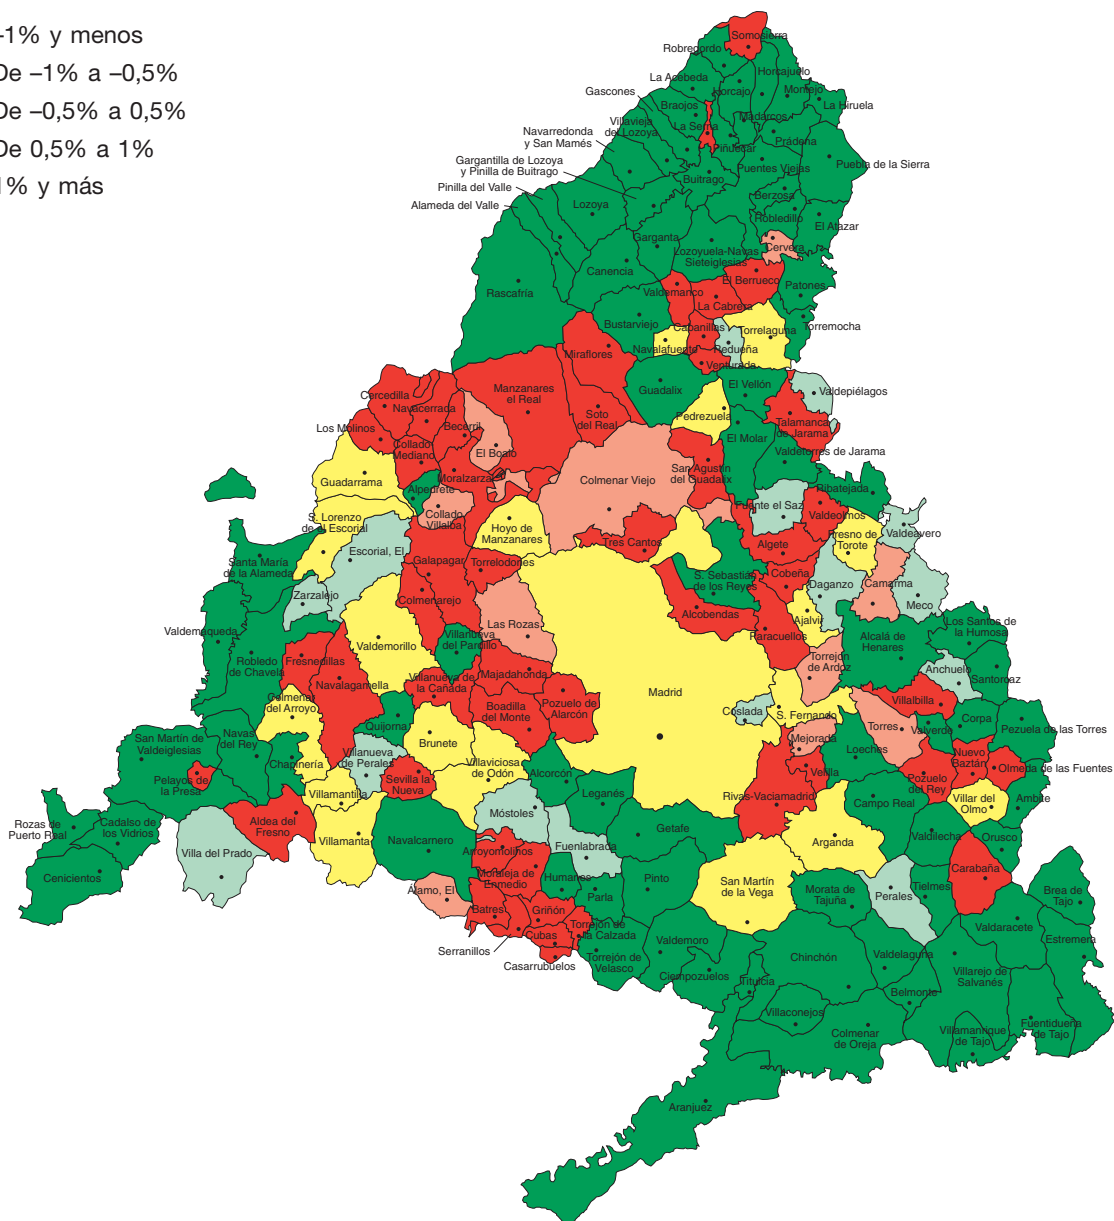 –1% y menos
De –1% a –0,5%
De –0,5% a 0,5%
De 0,5% a 1%
1% y más
Somosierra
Robregordo
La Acebeda
Horcajuelo
Horcajo
Montejo
La Hiruela
Gascones
Braojos
Madarcos
Villavieja
del Lozoya
La Serna
Prádena
Navarredonda
y San Mamés
Piñuécar
Puebla de la Sierra
Gargantilla de Lozoya
y Pinilla de Buitrago
Puentes Viejas
Buitrago
Pinilla del Valle
Berzosa
Alameda del Valle
Lozoya
Robledillo
El Atazar
Garganta
Lozoyuela-Navas
Sieteiglesias
Cervera
Canencia
El Berrueco
Rascafría
Valdemanco
Patones
La Cabrera
Bustarviejo
Cabanillas
Torrelaguna
Torremocha
Navalafuente
Redueña
Miraflores
Venturada
Guadalix
El Vellón
Valdepiélagos
Manzanares
el Real
Cercedilla
Navacerrada
Soto
del Real
Pedrezuela
Talamanca
de Jarama
Los Molinos
Becerril
El Molar
Collado
Mediano
El Boalo
Valdetorres de Jarama
San Agustín
del Guadalix
Moralzarzal
Guadarrama
Colmenar Viejo
Alpedrete
Ribatejada
Collado
Villalba
Fuente el Saz
Valdeolmos
S. Lorenzo
de el Escorial
Hoyo de
Manzanares
Fresno de
Torote
Valdeavero
Tres Cantos
Algete
Escorial, El
Santa María
de la Alameda
Galapagar
Torrelodones
Cobeña
S. Sebastián
de los Reyes
Daganzo
Camarma
Zarzalejo
Colmenarejo
Meco
Alcobendas
Ajalvir
Las Rozas
Valdemaqueda
Villanueva
del Pardillo
Paracuellos
Alcalá de
Henares
Los Santos de
la Humosa
Valdemorillo
Robledo
de Chavela
Fresnedillas
Torrejón
de Ardoz
Anchuelo
Santorcaz
Majadahonda
Navalagamella
Villanueva de
la Cañada
Madrid
Villalbilla
Colmenar
del Arroyo
Boadilla
del Monte
Pozuelo de
Alarcón
Coslada
S. Fernando
Corpa
Quijorna
Torres
Valverde
Pezuela de las Torres
San Martín de
Valdeiglesias
Navas
del Rey
Brunete
Mejorada
Villanueva
de Perales
Loeches
Nuevo
Baztán
Chapinería
Villaviciosa
de Odón
Velilla
Olmeda de las Fuentes
Pelayos de
la Presa
Sevilla la
Nueva
Alcorcón
Pozuelo
del Rey
Villamantilla
Rivas-Vaciamadrid
Leganés
Campo Real
Villar del
Olmo
Ambite
Móstoles
Aldea del
Fresno
Rozas de
Puerto Real
Cadalso de
los Vidrios
Getafe
Valdilecha
Orusco
Villamanta
Navalcarnero
Arganda
Fuenlabrada
Arroyomolinos
Villa del Prado
Cenicientos
Moraleja de
Enmedio
Humanes
Carabaña
San Martín
de la Vega
Pinto
Tielmes
Morata de
Tajuña
Perales
Álamo, El
Parla
Brea de
Tajo
Batres
Griñón
Torrejón de
la Calzada
Valdaracete
Cubas
Valdemoro
Estremera
Serranillos
Valdelaguna
Chinchón
Casarrubuelos
Torrejón de
Velasco
Ciempozuelos
Villarejo de
Salvanés
Titulcia
Belmonte
Villaconejos
Fuentidueña
de Tajo
Colmenar
de Oreja
Villamanrique
de Tajo
Aranjuez